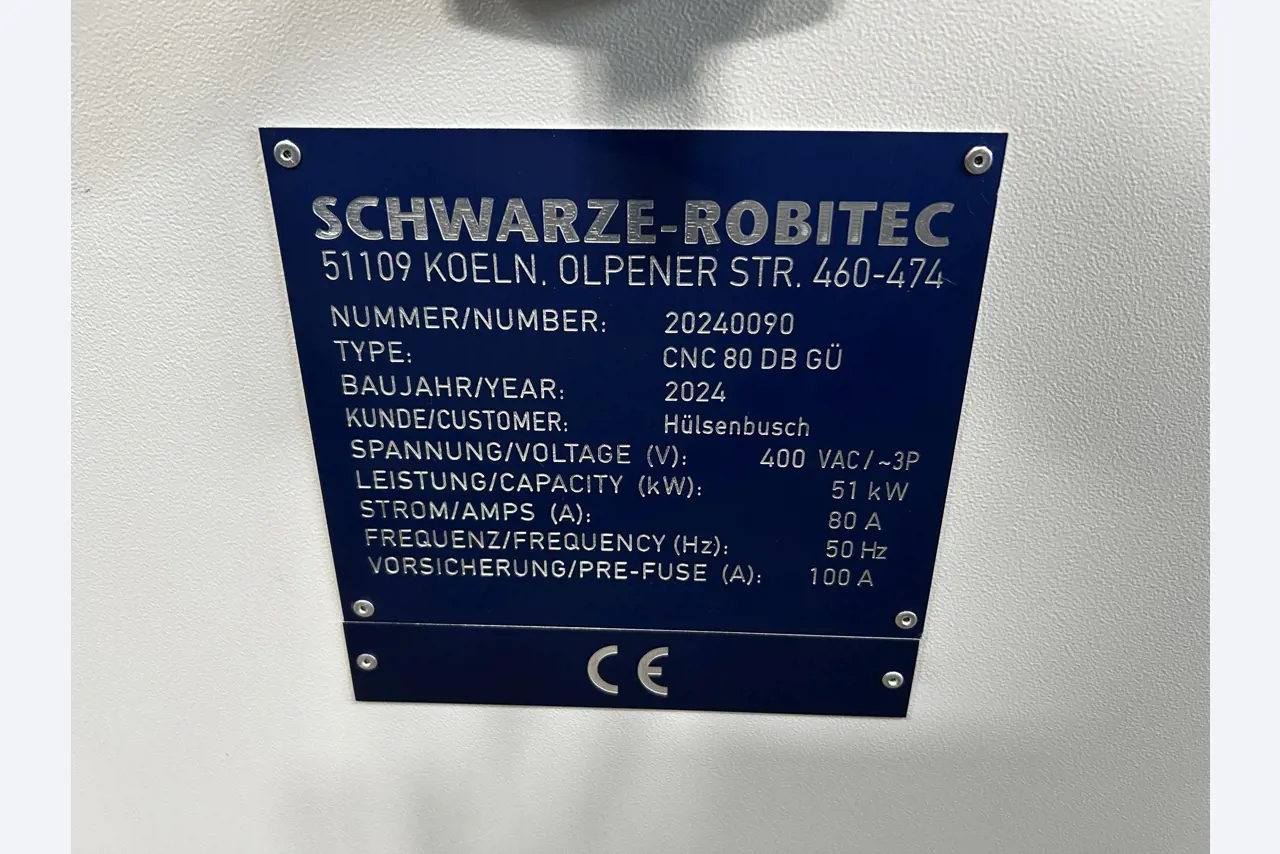 SCHWARZE-ROBITEC
51109 KOELN. OLPENER STR. 460-474
NUMMER/NUMBER: 20240090
TYPE: CNC 80 DB GÜ
BAUJAHR/YEAR: 2024
KUNDE/CUSTOMER: Hülsenbusch
SPANNUNG/VOLTAGE (V): 400 VAC/~3P
LEISTUNG/CAPACITY (kW): 51 kW
STROM/AMPS (A): 80 A
FREQUENZ/FREQUENCY (Hz): 50 Hz
VORSICHERUNG/PRE-FUSE (A): 100 A
CE